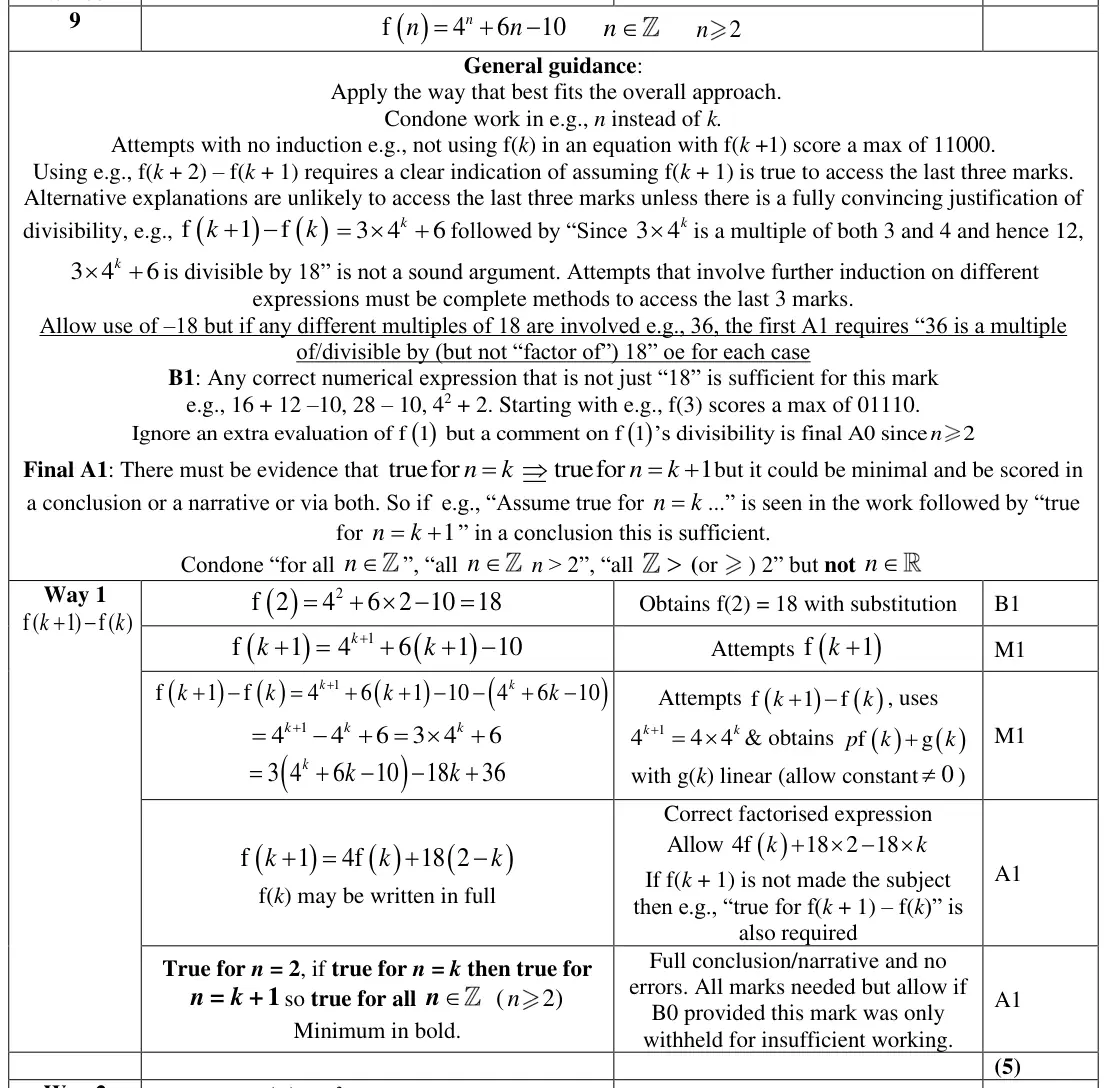 9
f(n) = 4ⁿ + 6n − 10 n ∈ ℤ n ⩾ 2
General guidance:
Apply the way that best fits the overall approach.
Condone work in e.g., n instead of k.
Attempts with no induction e.g., not using f(k) in an equation with f(k +1) score a max of 11000.
Using e.g., f(k + 2) – f(k + 1) requires a clear indication of assuming f(k + 1) is true to access the last three marks.
Alternative explanations are unlikely to access the last three marks unless there is a fully convincing justification of
divisibility, e.g., f(k + 1) − f(k) = 3 × 4ᵏ + 6 followed by “Since 3 × 4ᵏ is a multiple of both 3 and 4 and hence 12,
3 × 4ᵏ + 6 is divisible by 18” is not a sound argument. Attempts that involve further induction on different
expressions must be complete methods to access the last 3 marks.
Allow use of –18 but if any different multiples of 18 are involved e.g., 36, the first A1 requires “36 is a multiple
of/divisible by (but not “factor of”) 18” oe for each case
B1: Any correct numerical expression that is not just “18” is sufficient for this mark
e.g., 16 + 12 –10, 28 – 10, 4² + 2. Starting with e.g., f(3) scores a max of 01110.
Ignore an extra evaluation of f(1) but a comment on f(1)’s divisibility is final A0 since n ⩾ 2
Final A1: There must be evidence that true for n = k ⇒ true for n = k + 1 but it could be minimal and be scored in
a conclusion or a narrative or via both. So if e.g., “Assume true for n = k ...” is seen in the work followed by “true
for n = k + 1” in a conclusion this is sufficient.
Condone “for all n ∈ ℤ”, “all n ∈ ℤ n > 2”, “all ℤ > (or ⩾ ) 2” but not n ∈ ℝ
Way 1
f(k + 1) − f(k)
f(2) = 4² + 6 × 2 − 10 = 18
Obtains f(2) = 18 with substitution
B1
f(k + 1) = 4ᵏ⁺¹ + 6(k + 1) − 10
Attempts f(k + 1)
M1
f(k + 1) − f(k) = 4ᵏ⁺¹ + 6(k + 1) − 10 − (4ᵏ + 6k − 10)
= 4ᵏ⁺¹ − 4ᵏ + 6 = 3 × 4ᵏ + 6
= 3(4ᵏ + 6k − 10) − 18k + 36
Attempts f(k + 1) − f(k), uses
4ᵏ⁺¹ = 4 × 4ᵏ & obtains pf(k) + g(k)
with g(k) linear (allow constant ≠ 0 )
M1
f(k + 1) = 4f(k) + 18(2 − k)
f(k) may be written in full
Correct factorised expression
Allow 4f(k) + 18 × 2 − 18 × k
If f(k + 1) is not made the subject
then e.g., “true for f(k + 1) – f(k)” is
also required
A1
True for n = 2, if true for n = k then true for
n = k + 1 so true for all n ∈ ℤ (n ⩾ 2)
Minimum in bold.
Full conclusion/narrative and no
errors. All marks needed but allow if
B0 provided this mark was only
withheld for insufficient working.
A1
(5)